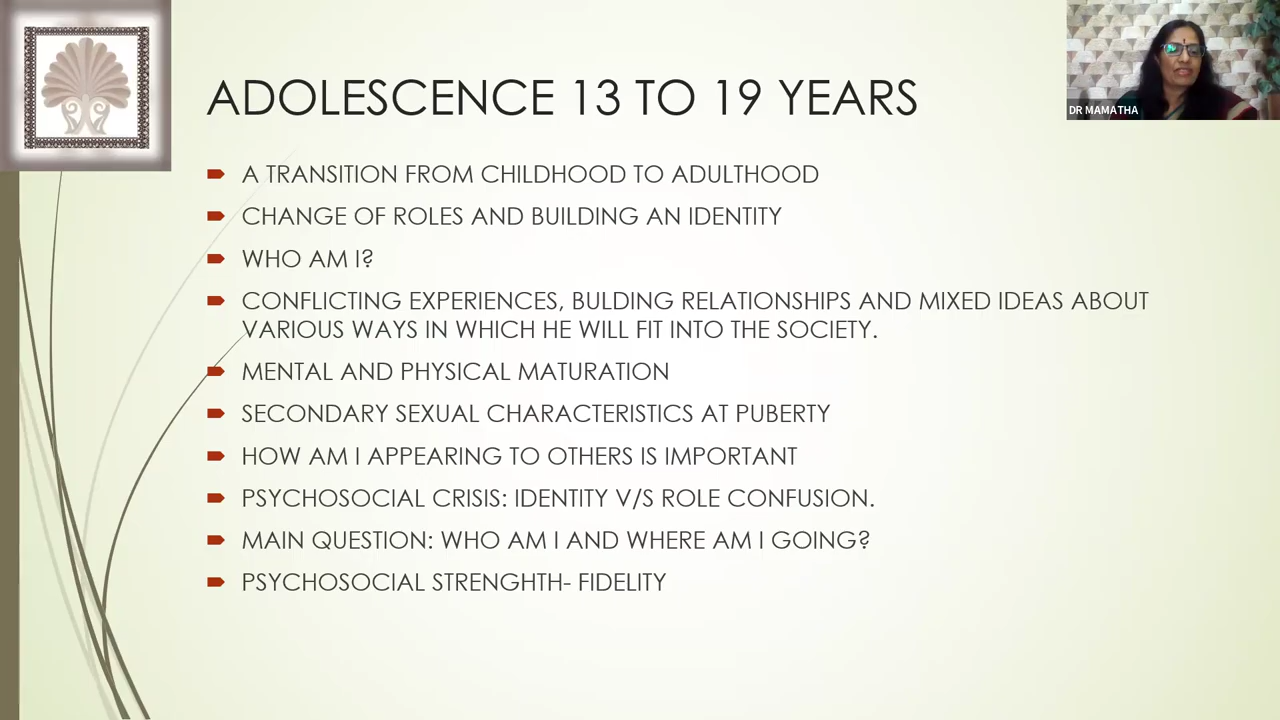 ADOLESCENCE 13 TO 19 YEARS
DR MAMATHA
A TRANSITION FROM CHILDHOOD TO ADULTHOOD
CHANGE OF ROLES AND BUILDING AN IDENTITY
WHO AM I?
CONFLICTING EXPERIENCES, BULDING RELATIONSHIPS AND MIXED IDEAS ABOUT
VARIOUS WAYS IN WHICH HE WILL FIT INTO THE SOCIETY.
MENTAL AND PHYSICAL MATURATION
SECONDARY SEXUAL CHARACTERISTICS AT PUBERTY
HOW AM I APPEARING TO OTHERS IS IMPORTANT
PSYCHOSOCIAL CRISIS: IDENTITY V/S ROLE CONFUSION.
MAIN QUESTION: WHO AM I AND WHERE AM I GOING?
PSYCHOSOCIAL STRENGHTH- FIDELITY